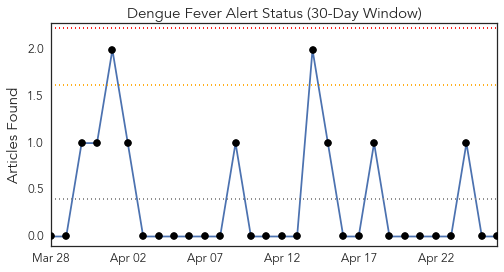 Dengue Fever Alert Status (30-Day Window)
Articles Found
2.0
1.5
1.0
0.5
0.0
Mar 28 Apr 02 Apr 07 Apr 12 Apr 17 Apr 22